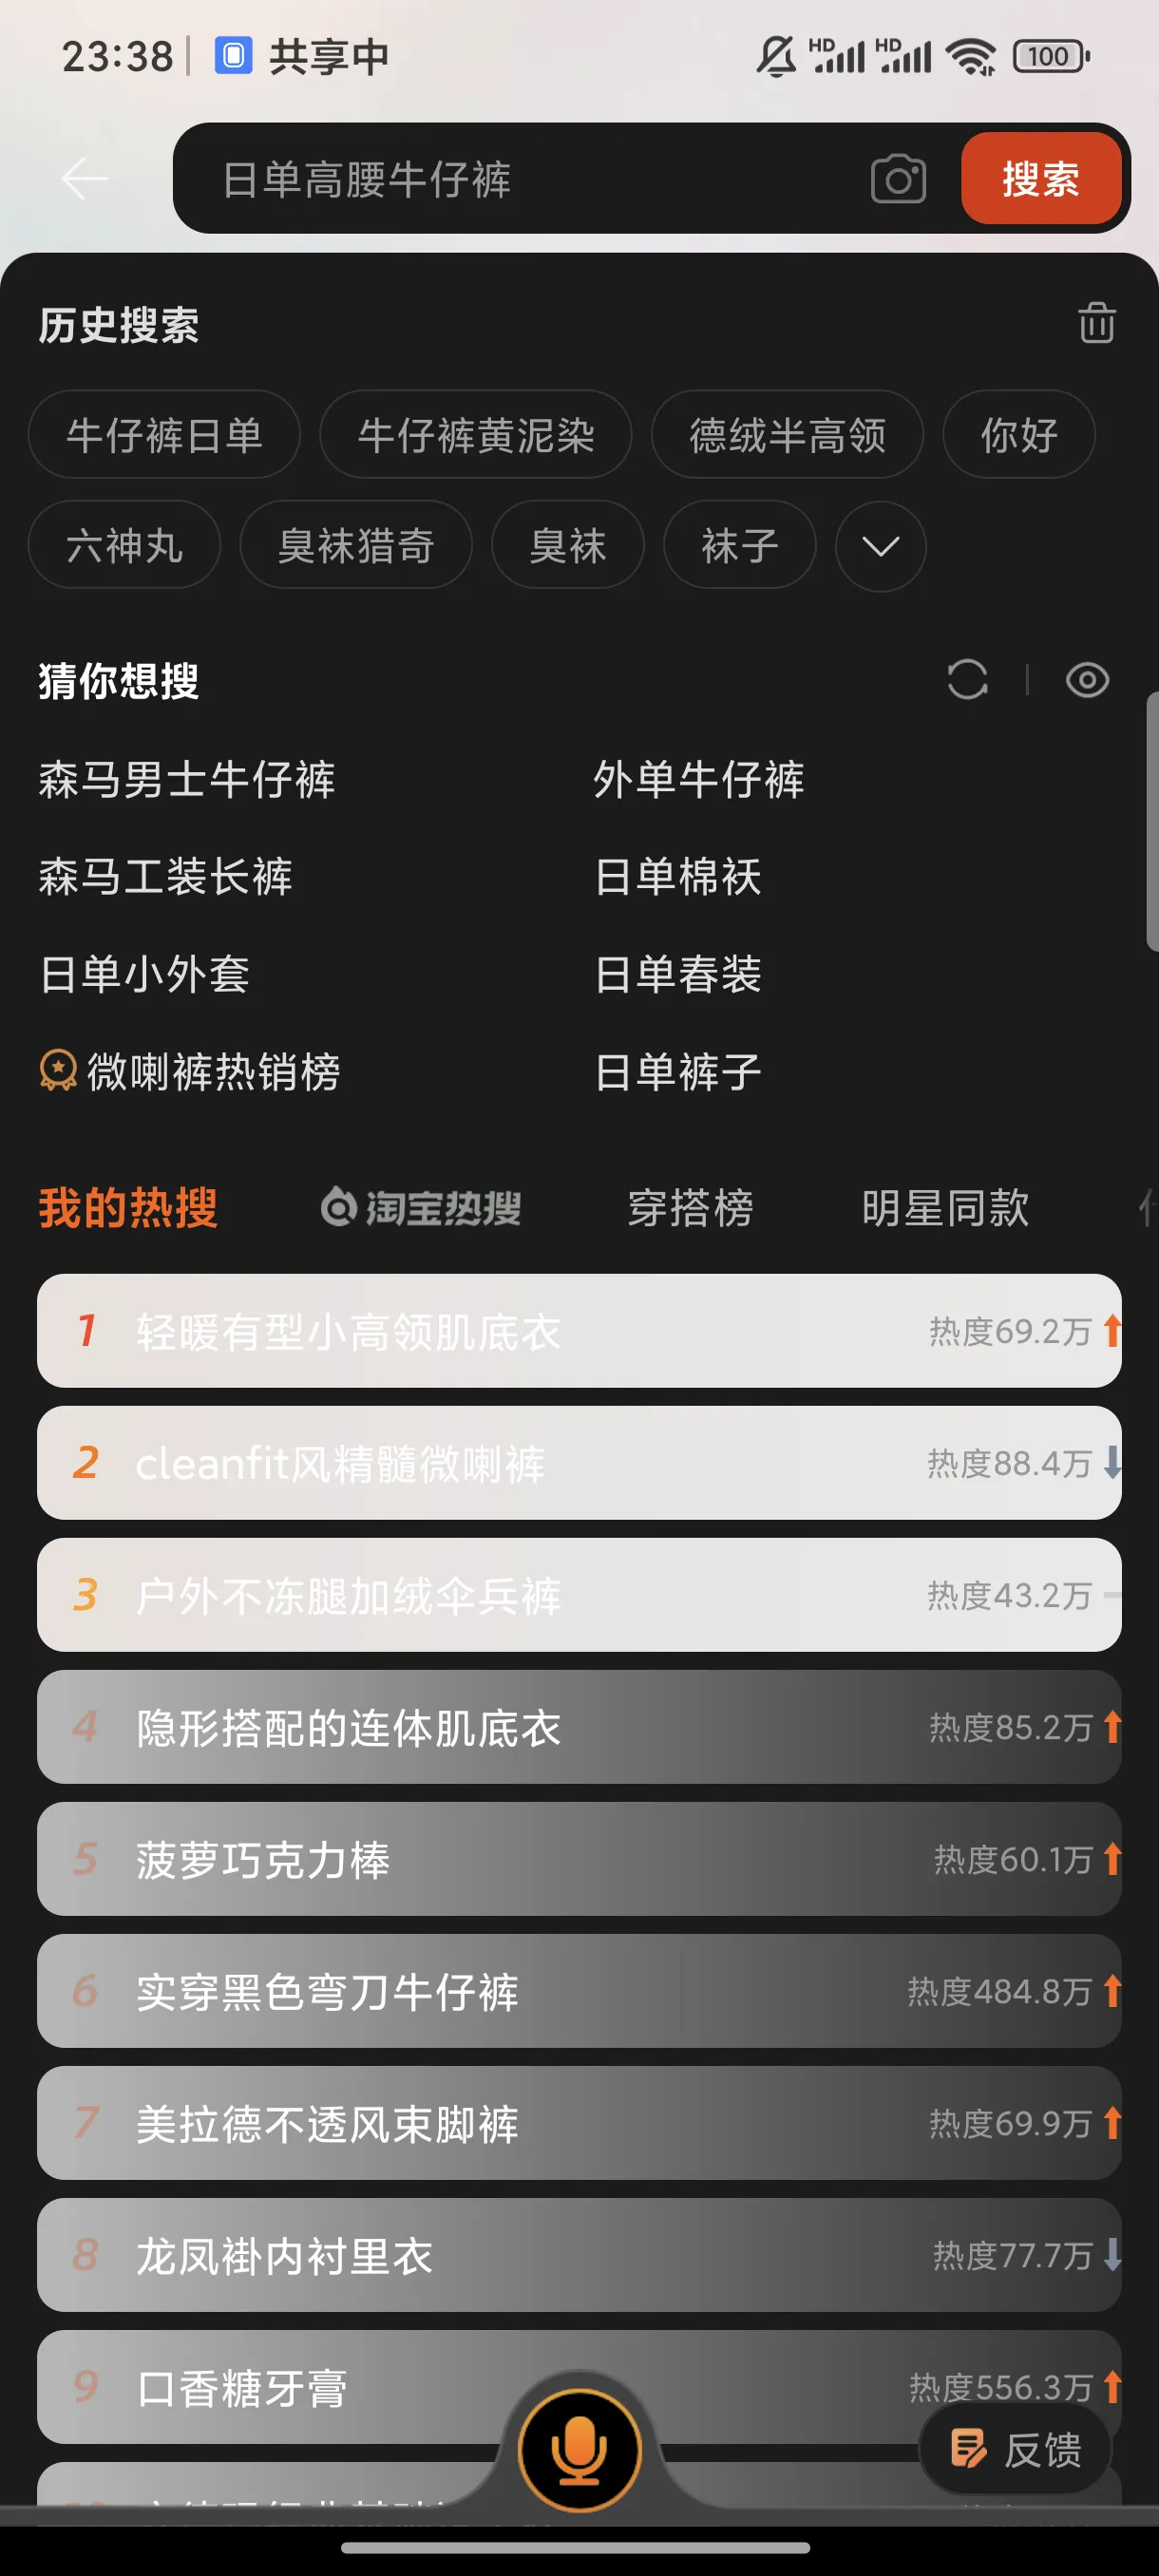 23:38 共享中 HD HD 100
日单高腰牛仔裤 搜索
历史搜索
牛仔裤日单 牛仔裤黄泥染 德绒半高领 你好
六神丸 臭袜猎奇 臭袜 袜子
猜你想搜
森马男士牛仔裤 外单牛仔裤
森马工装长裤 日单棉袄
日单小外套 日单春装
微喇裤热销榜 日单裤子
我的热搜 淘宝热搜 穿搭榜 明星同款
1 轻暖有型小高领肌底衣 热度69.2万
2 cleanfit风精髓微喇裤 热度88.4万
3 户外不冻腿加绒伞兵裤 热度43.2万
4 隐形搭配的连体肌底衣 热度85.2万
5 菠萝巧克力棒 热度60.1万
6 实穿黑色弯刀牛仔裤 热度484.8万
7 美拉德不透风束脚裤 热度69.9万
8 龙凤褂内衬里衣 热度77.7万
9 口香糖牙膏 热度556.3万
反馈